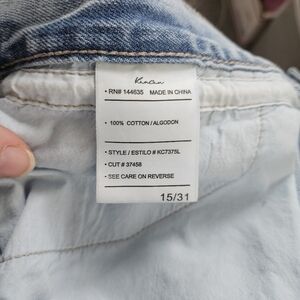 KanCan
• RN# 144635 MADE IN CHINA
• 100% COTTON / ALGODON
• STYLE / ESTILO # KC7375L
• CUT # 37458
• SEE CARE ON REVERSE
15/31